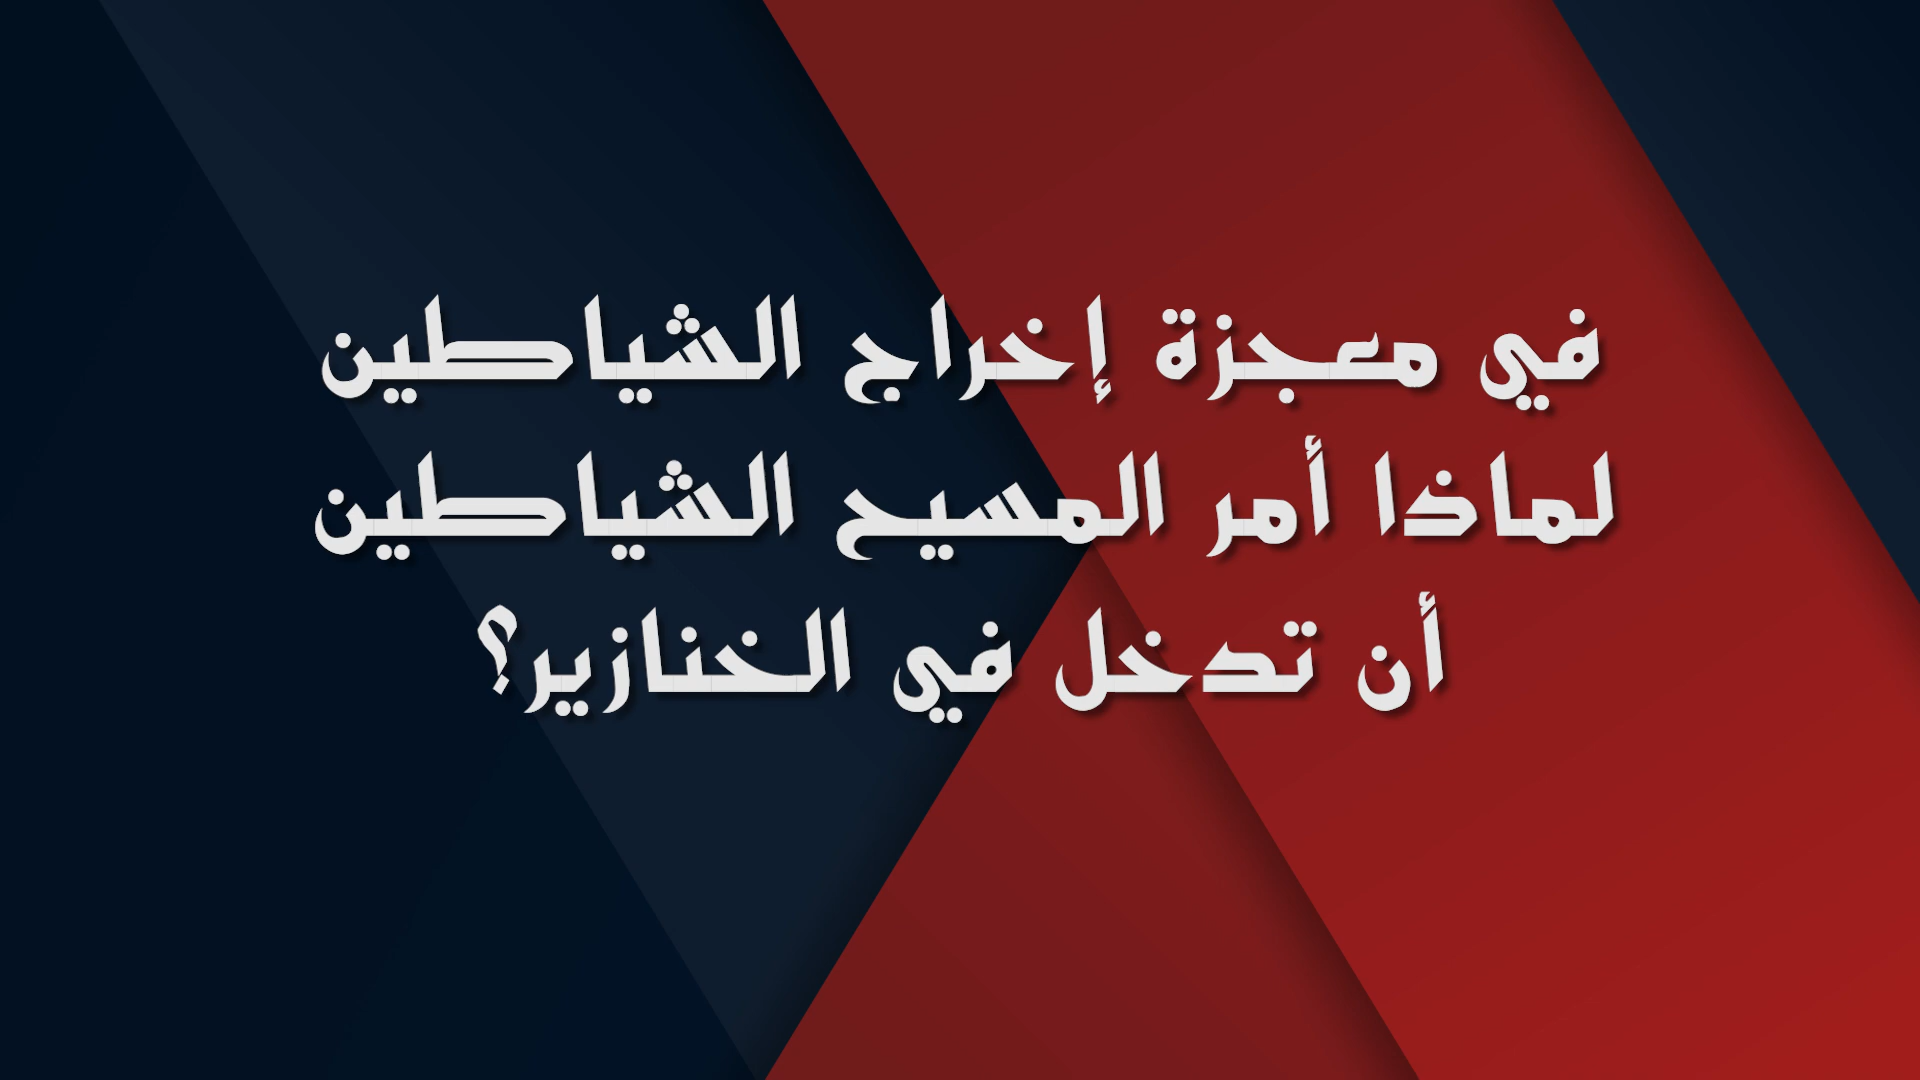 في معجزة إخراج الشياطين
لماذا أمر المسيح الشياطين
أن تدخل في الخنازير؟